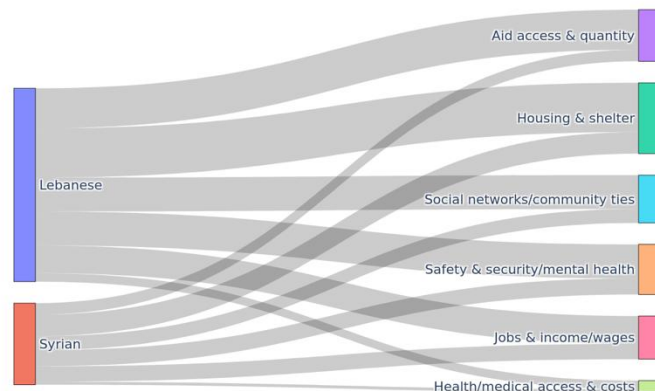 Aid access & quantity
Housing & shelter
Lebanese
Social networks/community ties
Safety & security/mental health
Syrian
Jobs & income/wages
Health/medical access & costs